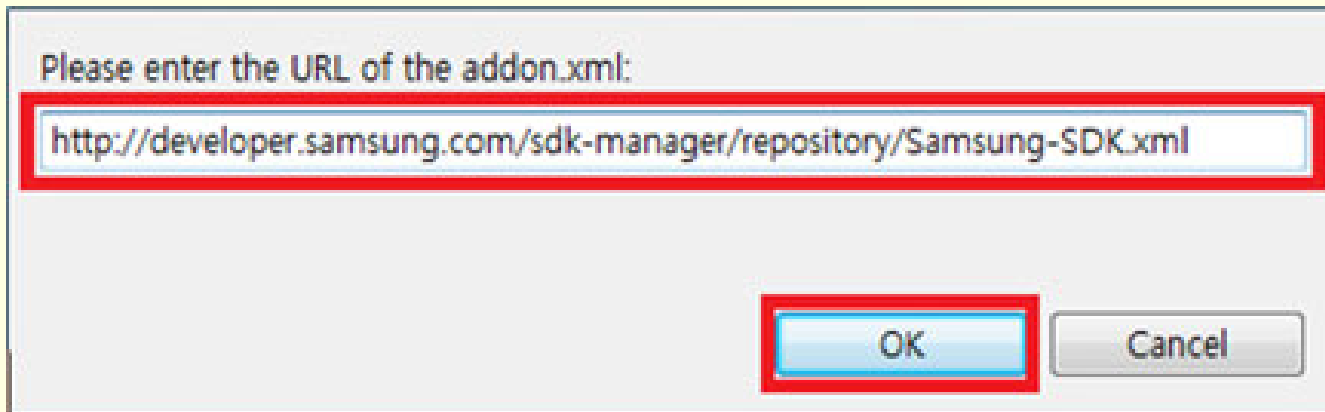 Please enter the URL of the addon.xml:
http://developer.samsung.com/sdk-manager/repository/Samsung-SDK.xml
OK
Cancel